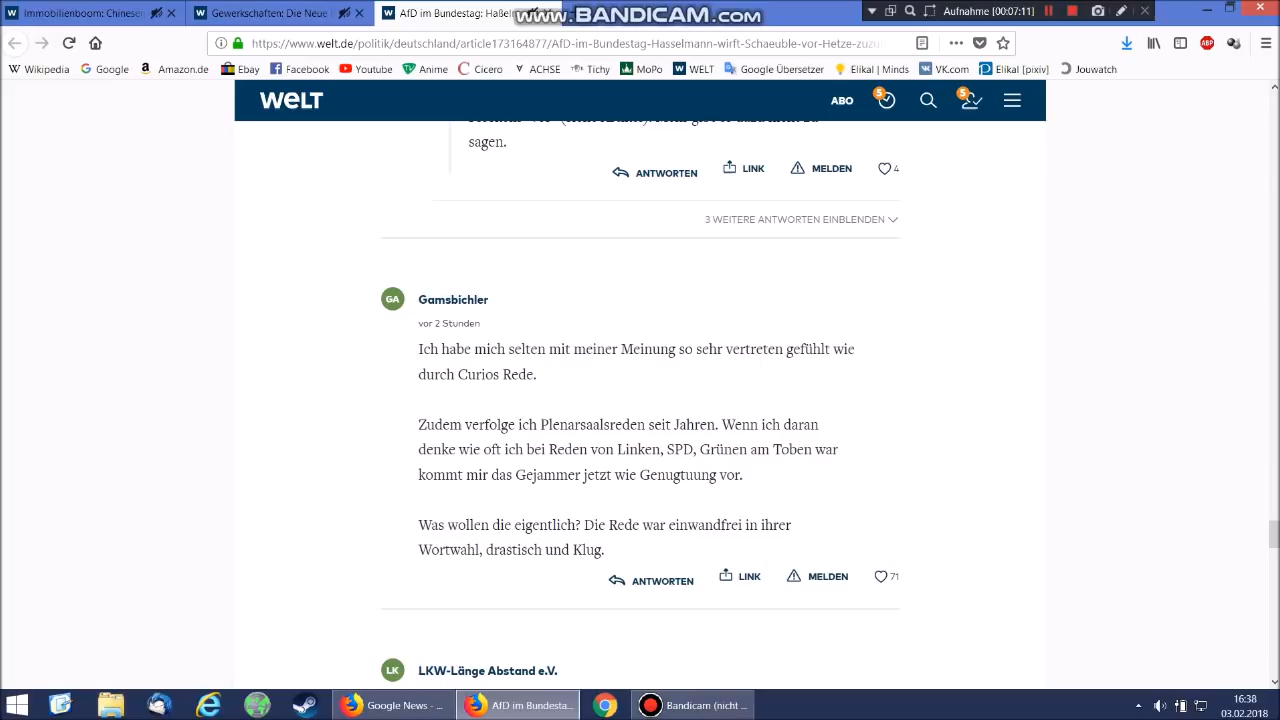 Immobilienboom: Chinesen
Gewerkschaften: Die Neue
AfD im Bundestag: Haßel
www.BANDICAM.com
Aufnahme [00:07:11]
https://www.welt.de/politik/deutschland/article173164877/AfD-im-Bundestag-Hasselmann-wirft-Schaeuble-vor-Hetze-zuzu
ABP
Wikipedia
Google
Amazon.de
Ebay
Facebook
Youtube
Anime
Cicero
ACHSE
Tichy
MoPo
WELT
Google Übersetzer
Elikal | Minds
VK.com
Elikal [pixiv]
Jouwatch
WELT
ABO
5
5
sagen.
ANTWORTEN LINK MELDEN 4
3 WEITERE ANTWORTEN EINBLENDEN
GA
Gamsbichler
vor 2 Stunden
Ich habe mich selten mit meiner Meinung so sehr vertreten gefühlt wie
durch Curios Rede.
Zudem verfolge ich Plenarsaalsreden seit Jahren. Wenn ich daran
denke wie oft ich bei Reden von Linken, SPD, Grünen am Toben war
kommt mir das Gejammer jetzt wie Genugtuung vor.
Was wollen die eigentlich? Die Rede war einwandfrei in ihrer
Wortwahl, drastisch und Klug.
ANTWORTEN LINK MELDEN 71
LK
LKW-Länge Abstand e.V.
Google News - ...
AfD im Bundesta...
Bandicam (nicht ...
16:38
03.02.2018